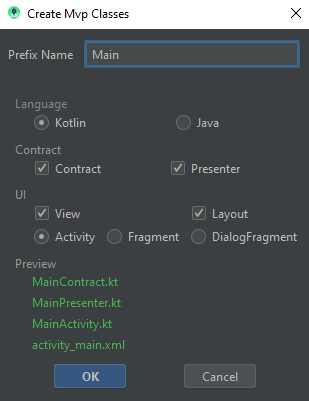 Create Mvp Classes
Prefix Name Main
Language
Kotlin Java
Contract
Contract Presenter
UI
View Layout
Activity Fragment DialogFragment
Preview
MainContract.kt
MainPresenter.kt
MainActivity.kt
activity_main.xml
OK Cancel